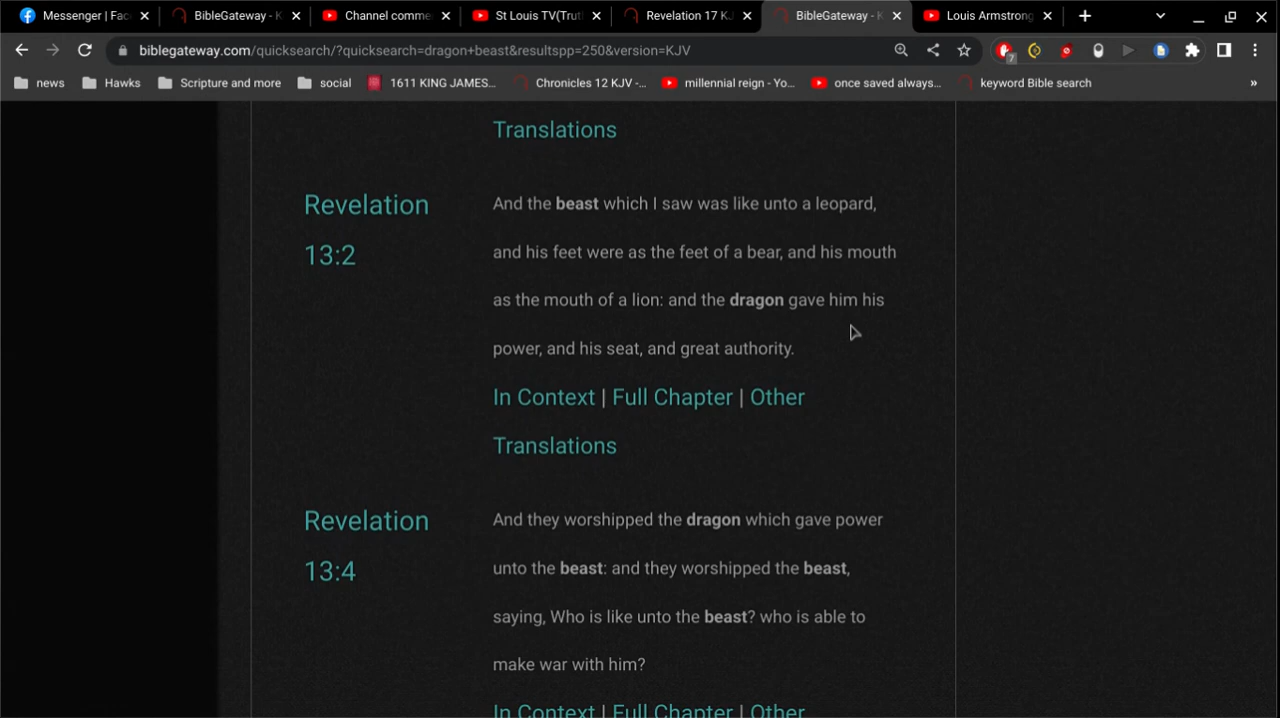 Messenger | Fac
BibleGateway - K
Channel comme
St Louis TV(Trut
Revelation 17 KJ
BibleGateway - K
Louis Armstrong
biblegateway.com/quicksearch/?quicksearch=dragon+beast&resultspp=250&version=KJV
7
news
Hawks
Scripture and more
social
1611 KING JAMES...
Chronicles 12 KJV -...
millennial reign - Yo...
once saved always...
keyword Bible search
»
Translations
Revelation
13:2
And the beast which I saw was like unto a leopard,
and his feet were as the feet of a bear, and his mouth
as the mouth of a lion: and the dragon gave him his
power, and his seat, and great authority.
In Context | Full Chapter | Other
Translations
Revelation
13:4
And they worshipped the dragon which gave power
unto the beast: and they worshipped the beast,
saying, Who is like unto the beast? who is able to
make war with him?
In Context | Full Chapter | Other